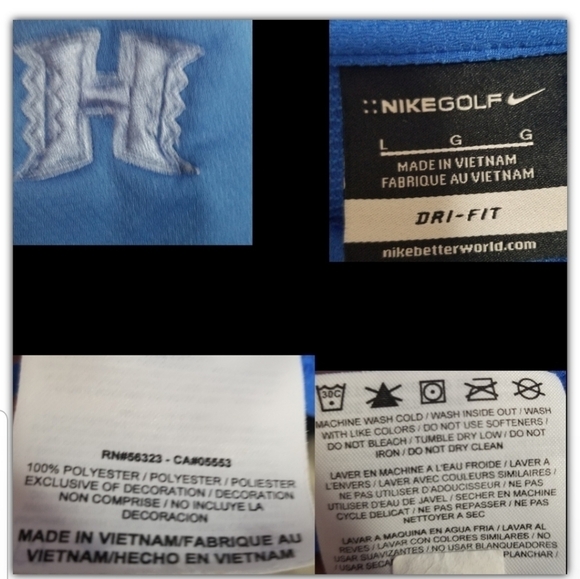 H
NIKEGOLF
L G G
MADE IN VIETNAM
FABRIQUE AU VIETNAM
DRI-FIT
nikebetterworld.com
RN#56323 - CA#05553
100% POLYESTER / POLYESTER / POLIESTER
EXCLUSIVE OF DECORATION / DECORATION
NON COMPRISE / NO INCLUYE LA
DECORACION
MADE IN VIETNAM/FABRIQUE AU
VIETNAM/HECHO EN VIETNAM
30C
MACHINE WASH COLD / WASH INSIDE OUT / WASH
WITH LIKE COLORS / DO NOT USE SOFTENERS /
DO NOT BLEACH / TUMBLE DRY LOW / DO NOT
IRON / DO NOT DRY CLEAN
LAVER EN MACHINE A L'EAU FROIDE / LAVER A
L'ENVERS / LAVER AVEC COULEURS SIMILAIRES /
NE PAS UTILISER D'ADOUCISSEUR / NE PAS
UTILISER D'EAU DE JAVEL / SECHER EN MACHINE
CYCLE DELICAT / NE PAS REPASSER / NE PAS
NETTOYER A SEC
LAVAR A MAQUINA EN AGUA FRIA / LAVAR AL
REVES / LAVAR CON COLORES SIMILARES / NO
USAR SUAVIZANTES / NO USAR BLANQUEADORES
/ USAR SECA PLANCHAR /